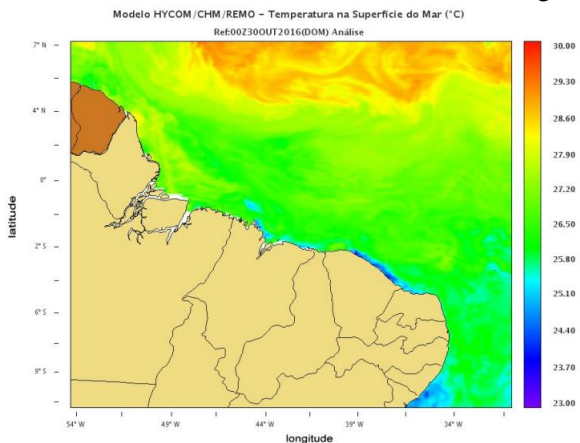 Modelo HYCOM/CHM/REMO – Temperatura na Superfície do Mar (°C)
Ref:00Z30OUT2016(DOM) Análise
7° N
4° N
0°
2° S
6° S
9° S
latitude
54° W
49° W
44° W
39° W
34° W
longitude
30.00
29.30
28.60
27.90
27.20
26.50
25.80
25.10
24.40
23.70
23.00